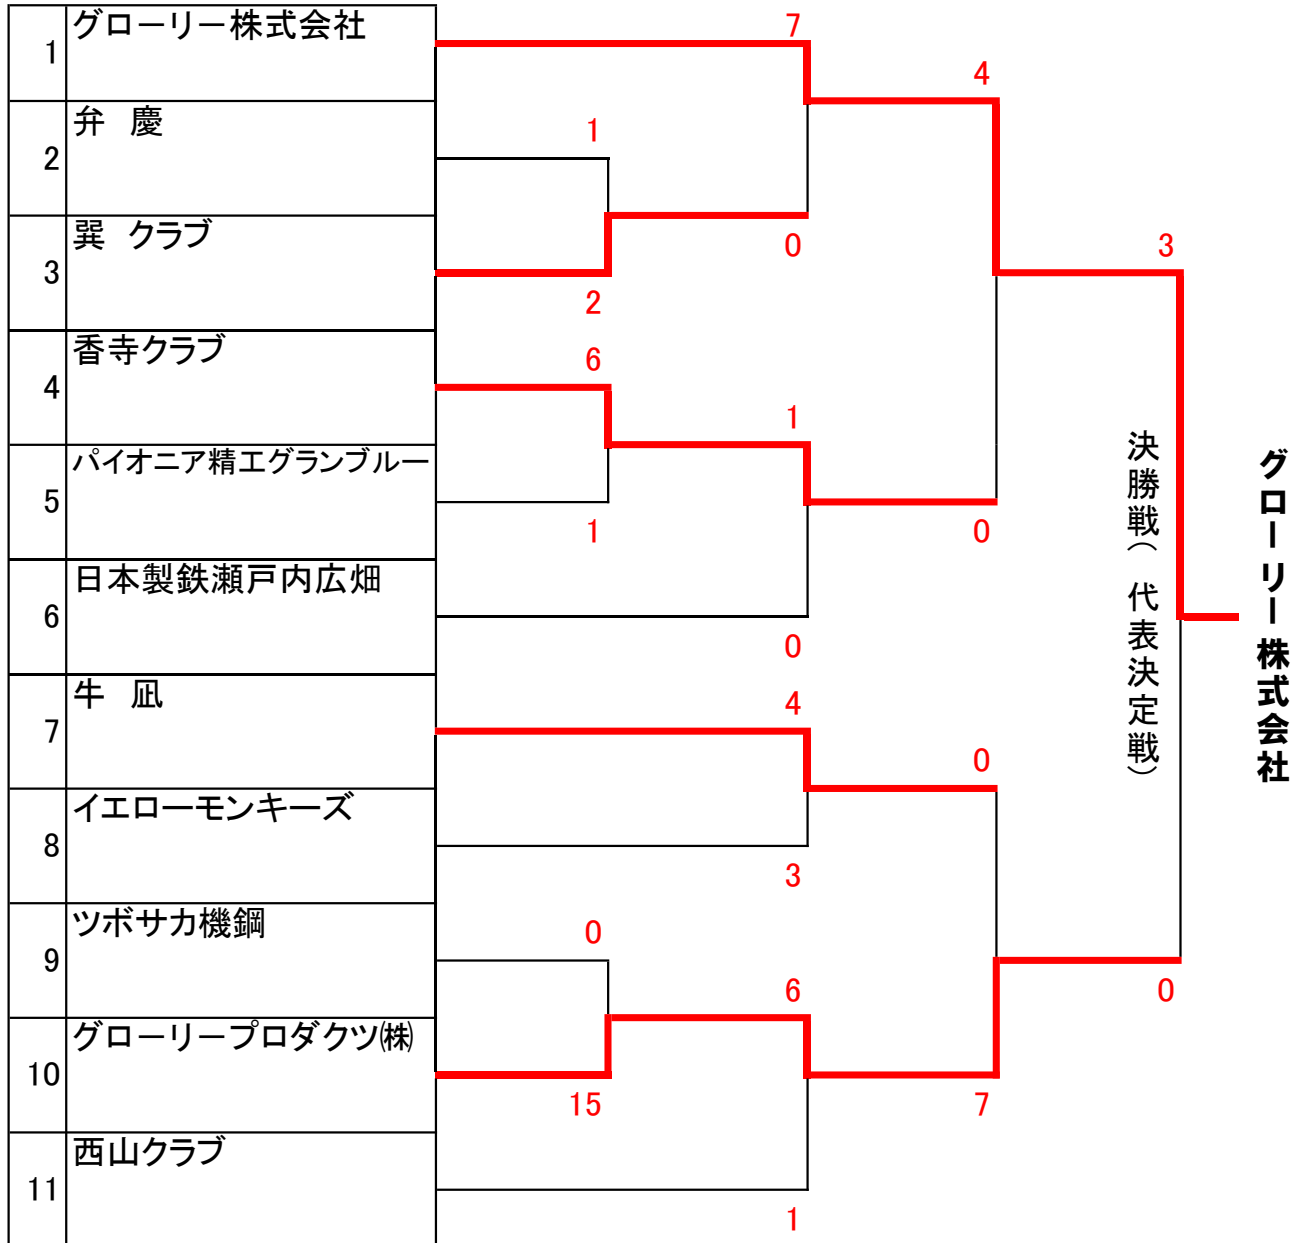 1 グローリー株式会社
2 弁 慶
3 巽 クラブ
4 香寺クラブ
5 パイオニア精工グランブルー
6 日本製鉄瀬戸内広畑
7 牛 凪
8 イエローモンキーズ
9 ツボサカ機鋼
10 グローリープロダクツ㈱
11 西山クラブ
1
2
6
1
0
15
7
0
1
0
4
3
6
1
4
0
0
7
3
0
決勝戦(代表決定戦)
グローリー株式会社